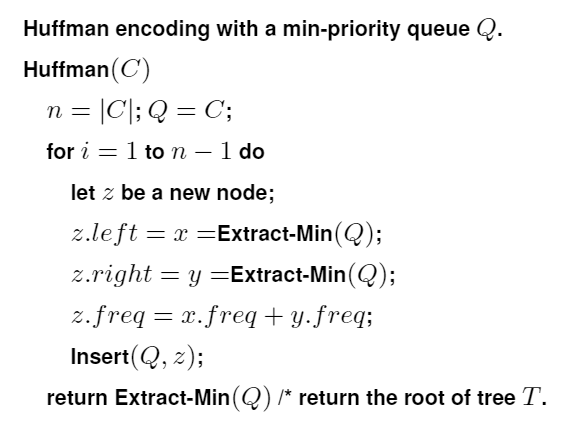 Huffman encoding with a min-priority queue Q.
Huffman(C)
n = |C|; Q = C;
for i = 1 to n − 1 do
let z be a new node;
z.left = x =Extract-Min(Q);
z.right = y =Extract-Min(Q);
z.freq = x.freq + y.freq;
Insert(Q, z);
return Extract-Min(Q) /* return the root of tree T.